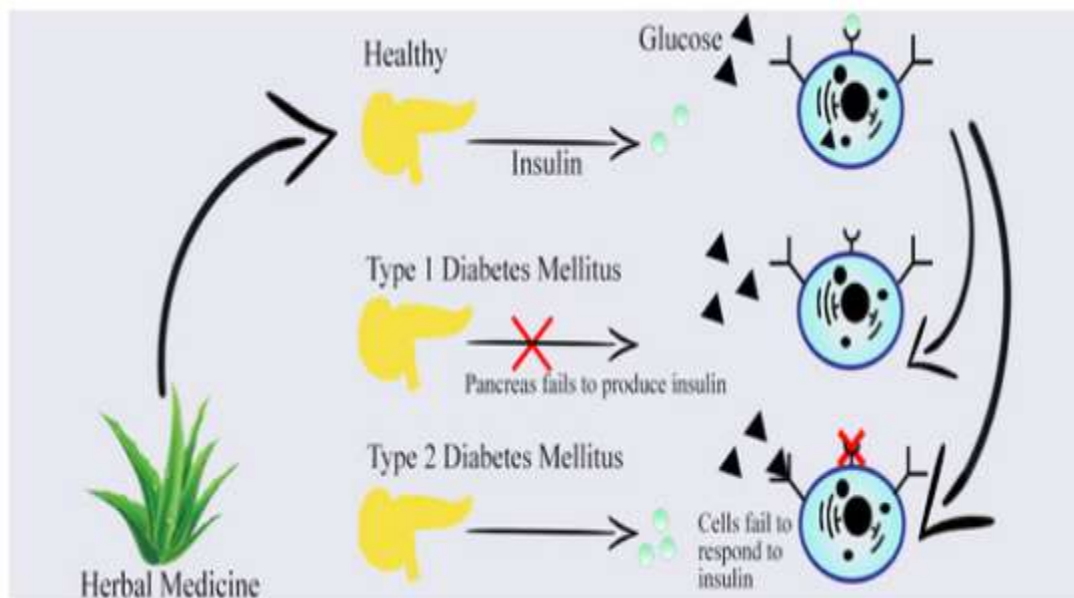 Healthy
Glucose
Insulin
Type 1 Diabetes Mellitus
Pancreas fails to produce insulin
Type 2 Diabetes Mellitus
Cells fail to
respond to
insulin
Herbal Medicine